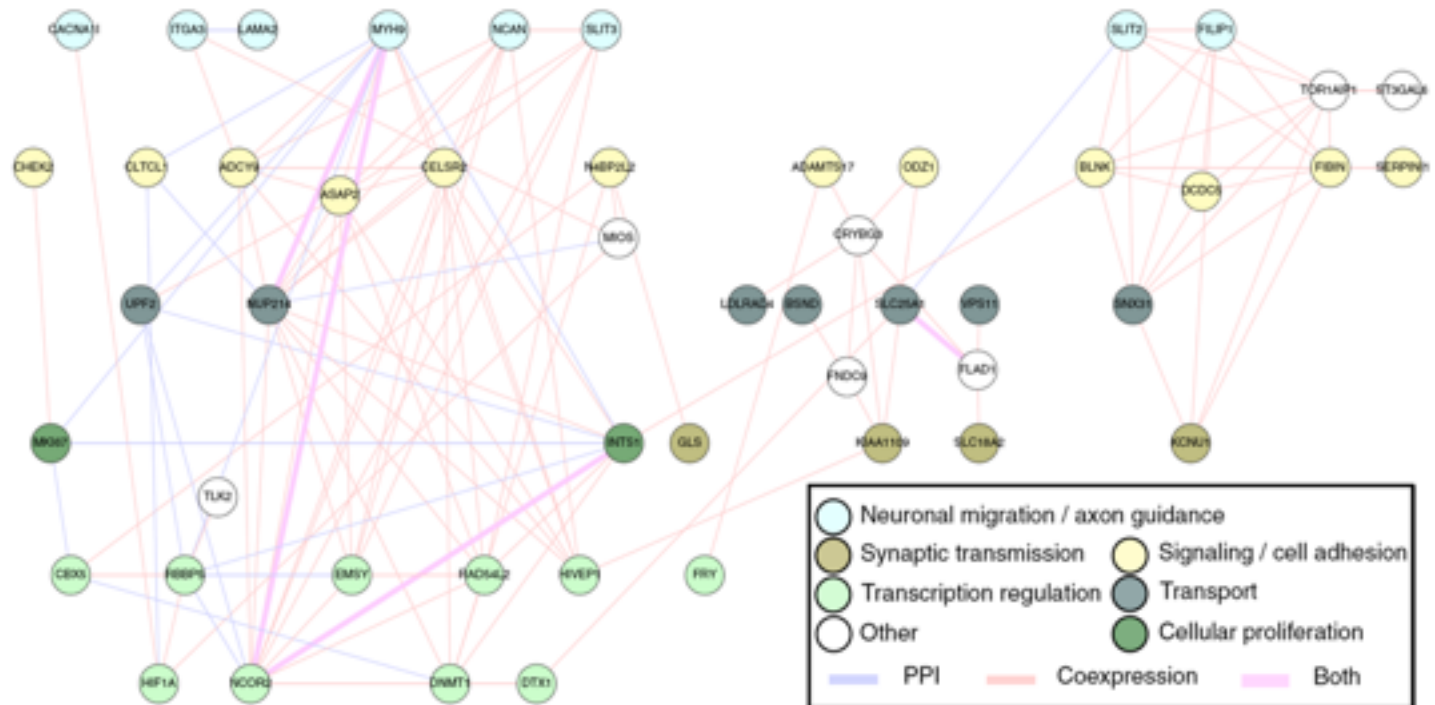 CACNA1I ITGA3 LAMA2 MYH9 NCAN SLIT3 SLIT2 FILIP1
TOR1AIP1 ST3GAL6
CHEK2 CLTCL1 ADCY9 CELSR2 N4BP2L2 ADAMTS17 ODZ1 BLNK FIBIN SERPINI1
ASAP2 DCDC5
MIOS CRYBG3
UPF2 NUP214 LDLRAD4 BSND SLC25A1 VPS11 SNX31
FNDC9 FLAD1
MKI67 INTS1 GLS KIAA1109 SLC18A2 KCNU1
TLK2
Neuronal migration / axon guidance
Synaptic transmission Signaling / cell adhesion
CBX5 RBBP5 EMSY RAD54L2 HIVEP1 FRY
Transcription regulation Transport
Other Cellular proliferation
PPI Coexpression Both
HIF1A NCOR2 DNMT1 DTX1